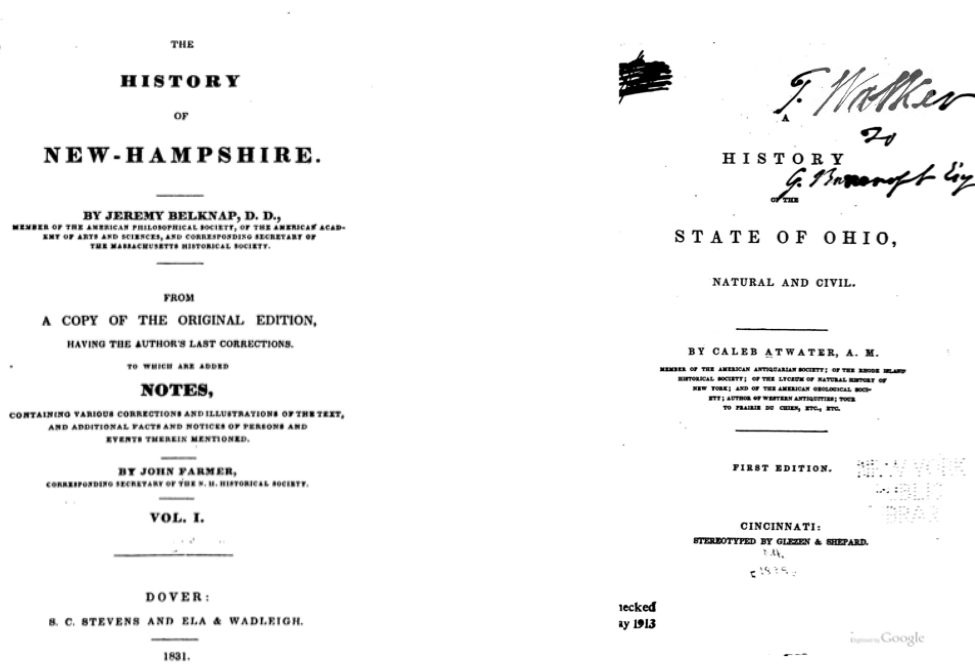 THE
HISTORY
OF
NEW-HAMPSHIRE.
BY JEREMY BELKNAP, D. D.,
MEMBER OF THE AMERICAN PHILOSOPHICAL SOCIETY, OF THE AMERICAN ACAD-
EMY OF ARTS AND SCIENCES, AND CORRESPONDING SECRETARY OF
THE MASSACHUSETTS HISTORICAL SOCIETY.
FROM
A COPY OF THE ORIGINAL EDITION,
HAVING THE AUTHOR'S LAST CORRECTIONS.
TO WHICH ARE ADDED
NOTES,
CONTAINING VARIOUS CORRECTIONS AND ILLUSTRATIONS OF THE TEXT,
AND ADDITIONAL FACTS AND NOTICES OF PERSONS AND
EVENTS THEREIN MENTIONED.
BY JOHN FARMER,
CORRESPONDING SECRETARY OF THE N. H. HISTORICAL SOCIETY.
VOL. I.
DOVER:
S. C. STEVENS AND ELA & WADLEIGH.
1831.
T. Walker
A
To
HISTORY
G. Bancroft Esq
OF THE
STATE OF OHIO,
NATURAL AND CIVIL.
BY CALEB ATWATER, A. M.
MEMBER OF THE AMERICAN ANTIQUARIAN SOCIETY; OF THE RHODE ISLAND
HISTORICAL SOCIETY; OF THE LYCEUM OF NATURAL HISTORY OF
NEW YORK; AND OF THE AMERICAN GEOLOGICAL SOCI-
ETY; AUTHOR OF WESTERN ANTIQUITIES; TOUR
TO PRAIRIE DU CHIEN, ETC., ETC.
FIRST EDITION.
NEW YORK
CINCINNATI:
STEREOTYPED BY GLEZEN & SHEPARD.
hecked
ay 1913
Digitized by Google